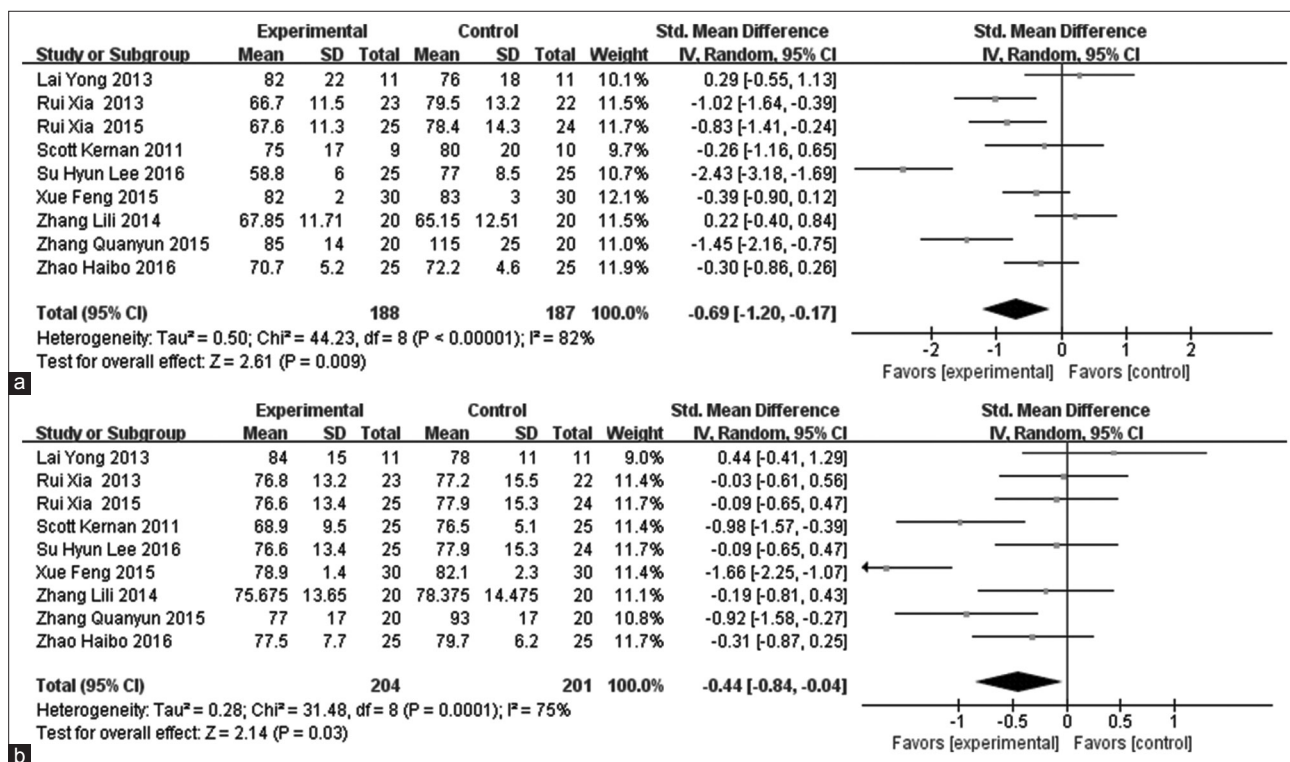 Experimental Control Std. Mean Difference Std. Mean Difference
Study or Subgroup Mean SD Total Mean SD Total Weight IV, Random, 95% CI IV, Random, 95% CI
Lai Yong 2013 82 22 11 76 18 11 10.1% 0.29 [-0.55, 1.13]
Rui Xia 2013 66.7 11.5 23 79.5 13.2 22 11.5% -1.02 [-1.64, -0.39]
Rui Xia 2015 67.6 11.3 25 78.4 14.3 24 11.7% -0.83 [-1.41, -0.24]
Scott Kernan 2011 75 17 9 80 20 10 9.7% -0.26 [-1.16, 0.65]
Su Hyun Lee 2016 58.8 6 25 77 8.5 25 10.7% -2.43 [-3.18, -1.69]
Xue Feng 2015 82 2 30 83 3 30 12.1% -0.39 [-0.90, 0.12]
Zhang Lili 2014 67.85 11.71 20 65.15 12.51 20 11.5% 0.22 [-0.40, 0.84]
Zhang Quanyun 2015 85 14 20 115 25 20 11.0% -1.45 [-2.16, -0.75]
Zhao Haibo 2016 70.7 5.2 25 72.2 4.6 25 11.9% -0.30 [-0.86, 0.26]
Total (95% CI) 188 187 100.0% -0.69 [-1.20, -0.17]
Heterogeneity: Tau² = 0.50; Chi² = 44.23, df = 8 (P < 0.00001); I² = 82%
Test for overall effect: Z = 2.61 (P = 0.009)
-2 -1 0 1 2
Favors [experimental] Favors [control]
a
Experimental Control Std. Mean Difference Std. Mean Difference
Study or Subgroup Mean SD Total Mean SD Total Weight IV, Random, 95% CI IV, Random, 95% CI
Lai Yong 2013 84 15 11 78 11 11 9.0% 0.44 [-0.41, 1.29]
Rui Xia 2013 76.8 13.2 23 77.2 15.5 22 11.4% -0.03 [-0.61, 0.56]
Rui Xia 2015 76.6 13.4 25 77.9 15.3 24 11.7% -0.09 [-0.65, 0.47]
Scott Kernan 2011 68.9 9.5 25 76.5 5.1 25 11.4% -0.98 [-1.57, -0.39]
Su Hyun Lee 2016 76.6 13.4 25 77.9 15.3 24 11.7% -0.09 [-0.65, 0.47]
Xue Feng 2015 78.9 1.4 30 82.1 2.3 30 11.4% -1.66 [-2.25, -1.07]
Zhang Lili 2014 75.675 13.65 20 78.375 14.475 20 11.1% -0.19 [-0.81, 0.43]
Zhang Quanyun 2015 77 17 20 93 17 20 10.8% -0.92 [-1.58, -0.27]
Zhao Haibo 2016 77.5 7.7 25 79.7 6.2 25 11.7% -0.31 [-0.87, 0.25]
Total (95% CI) 204 201 100.0% -0.44 [-0.84, -0.04]
Heterogeneity: Tau² = 0.28; Chi² = 31.48, df = 8 (P = 0.0001); I² = 75%
Test for overall effect: Z = 2.14 (P = 0.03)
-1 -0.5 0 0.5 1
Favors [experimental] Favors [control]
b